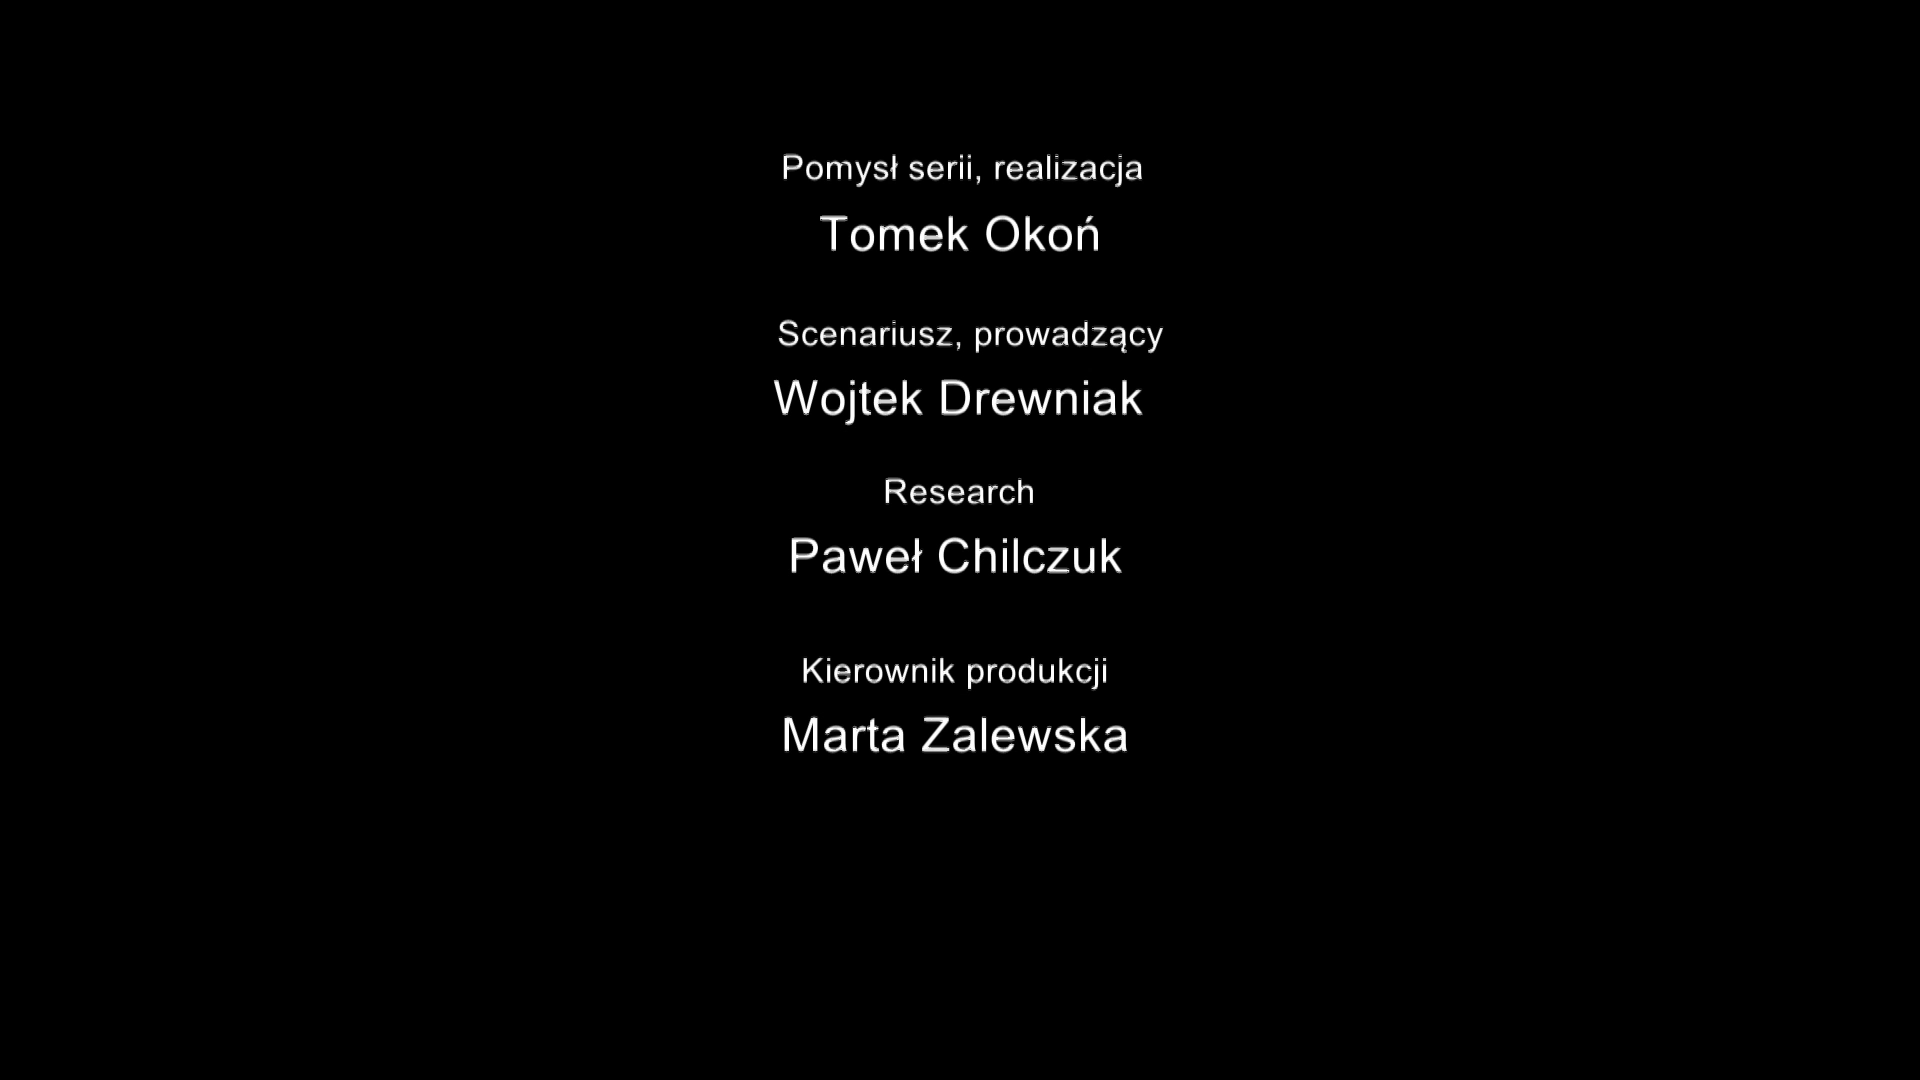 Pomysł serii, realizacja
Tomek Okoń
Scenariusz, prowadzący
Wojtek Drewniak
Research
Paweł Chilczuk
Kierownik produkcji
Marta Zalewska